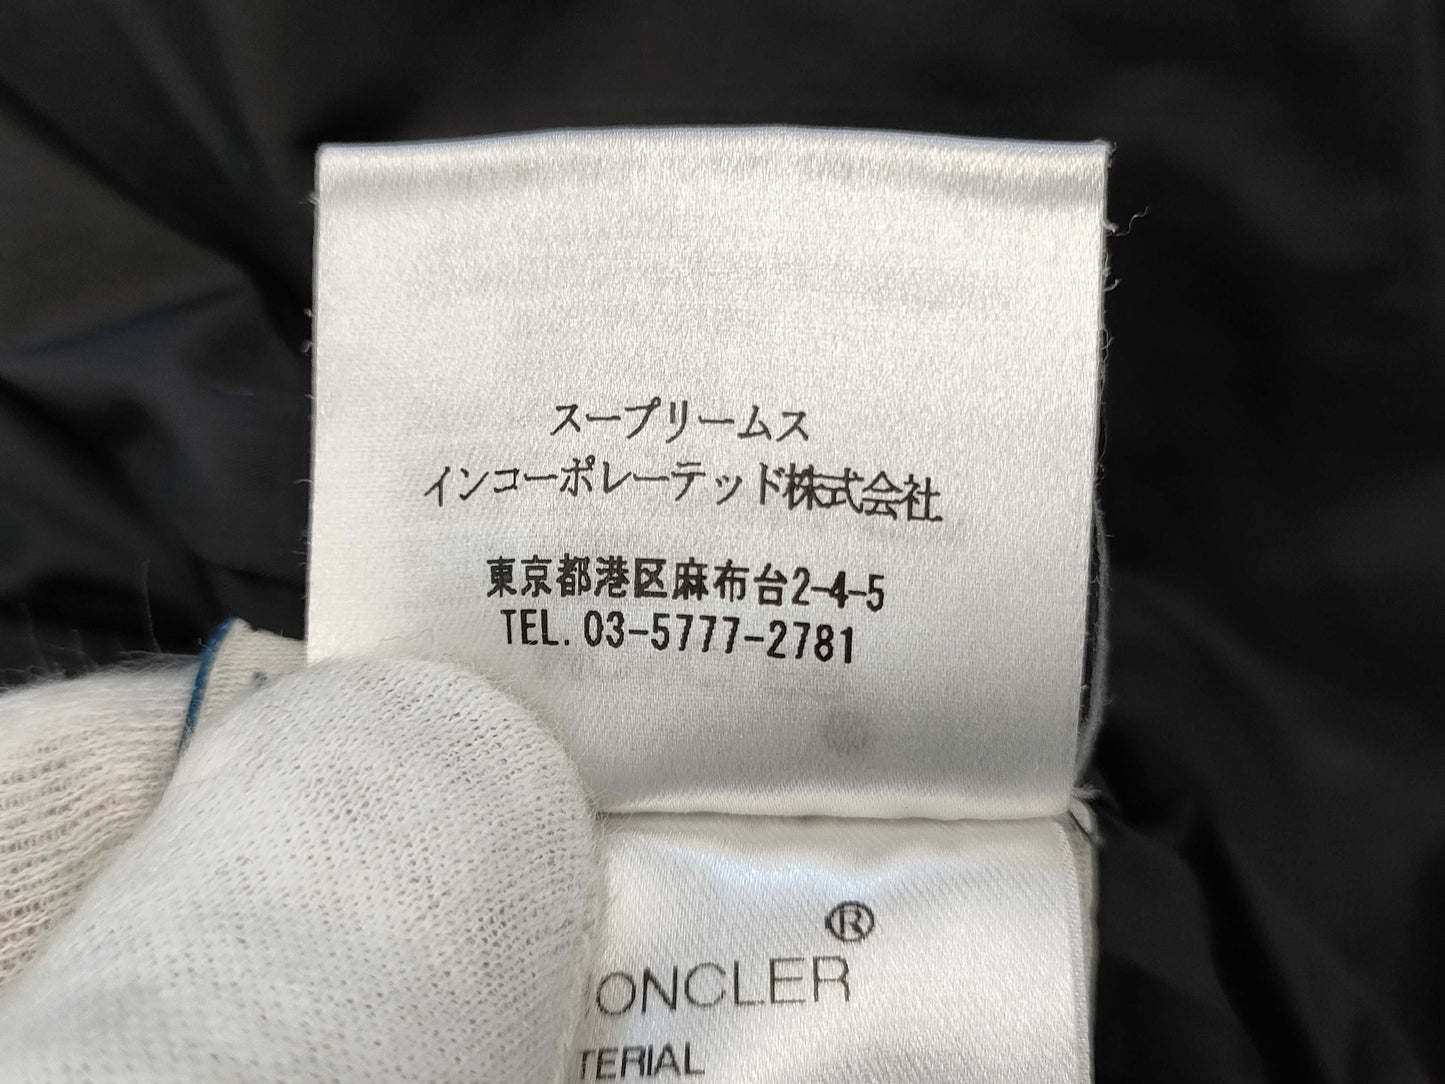 スープリームス
インコーポレーテッド株式会社
東京都港区麻布台2-4-5
TEL. 03-5777-2781
®
ONCLER
TERIAL